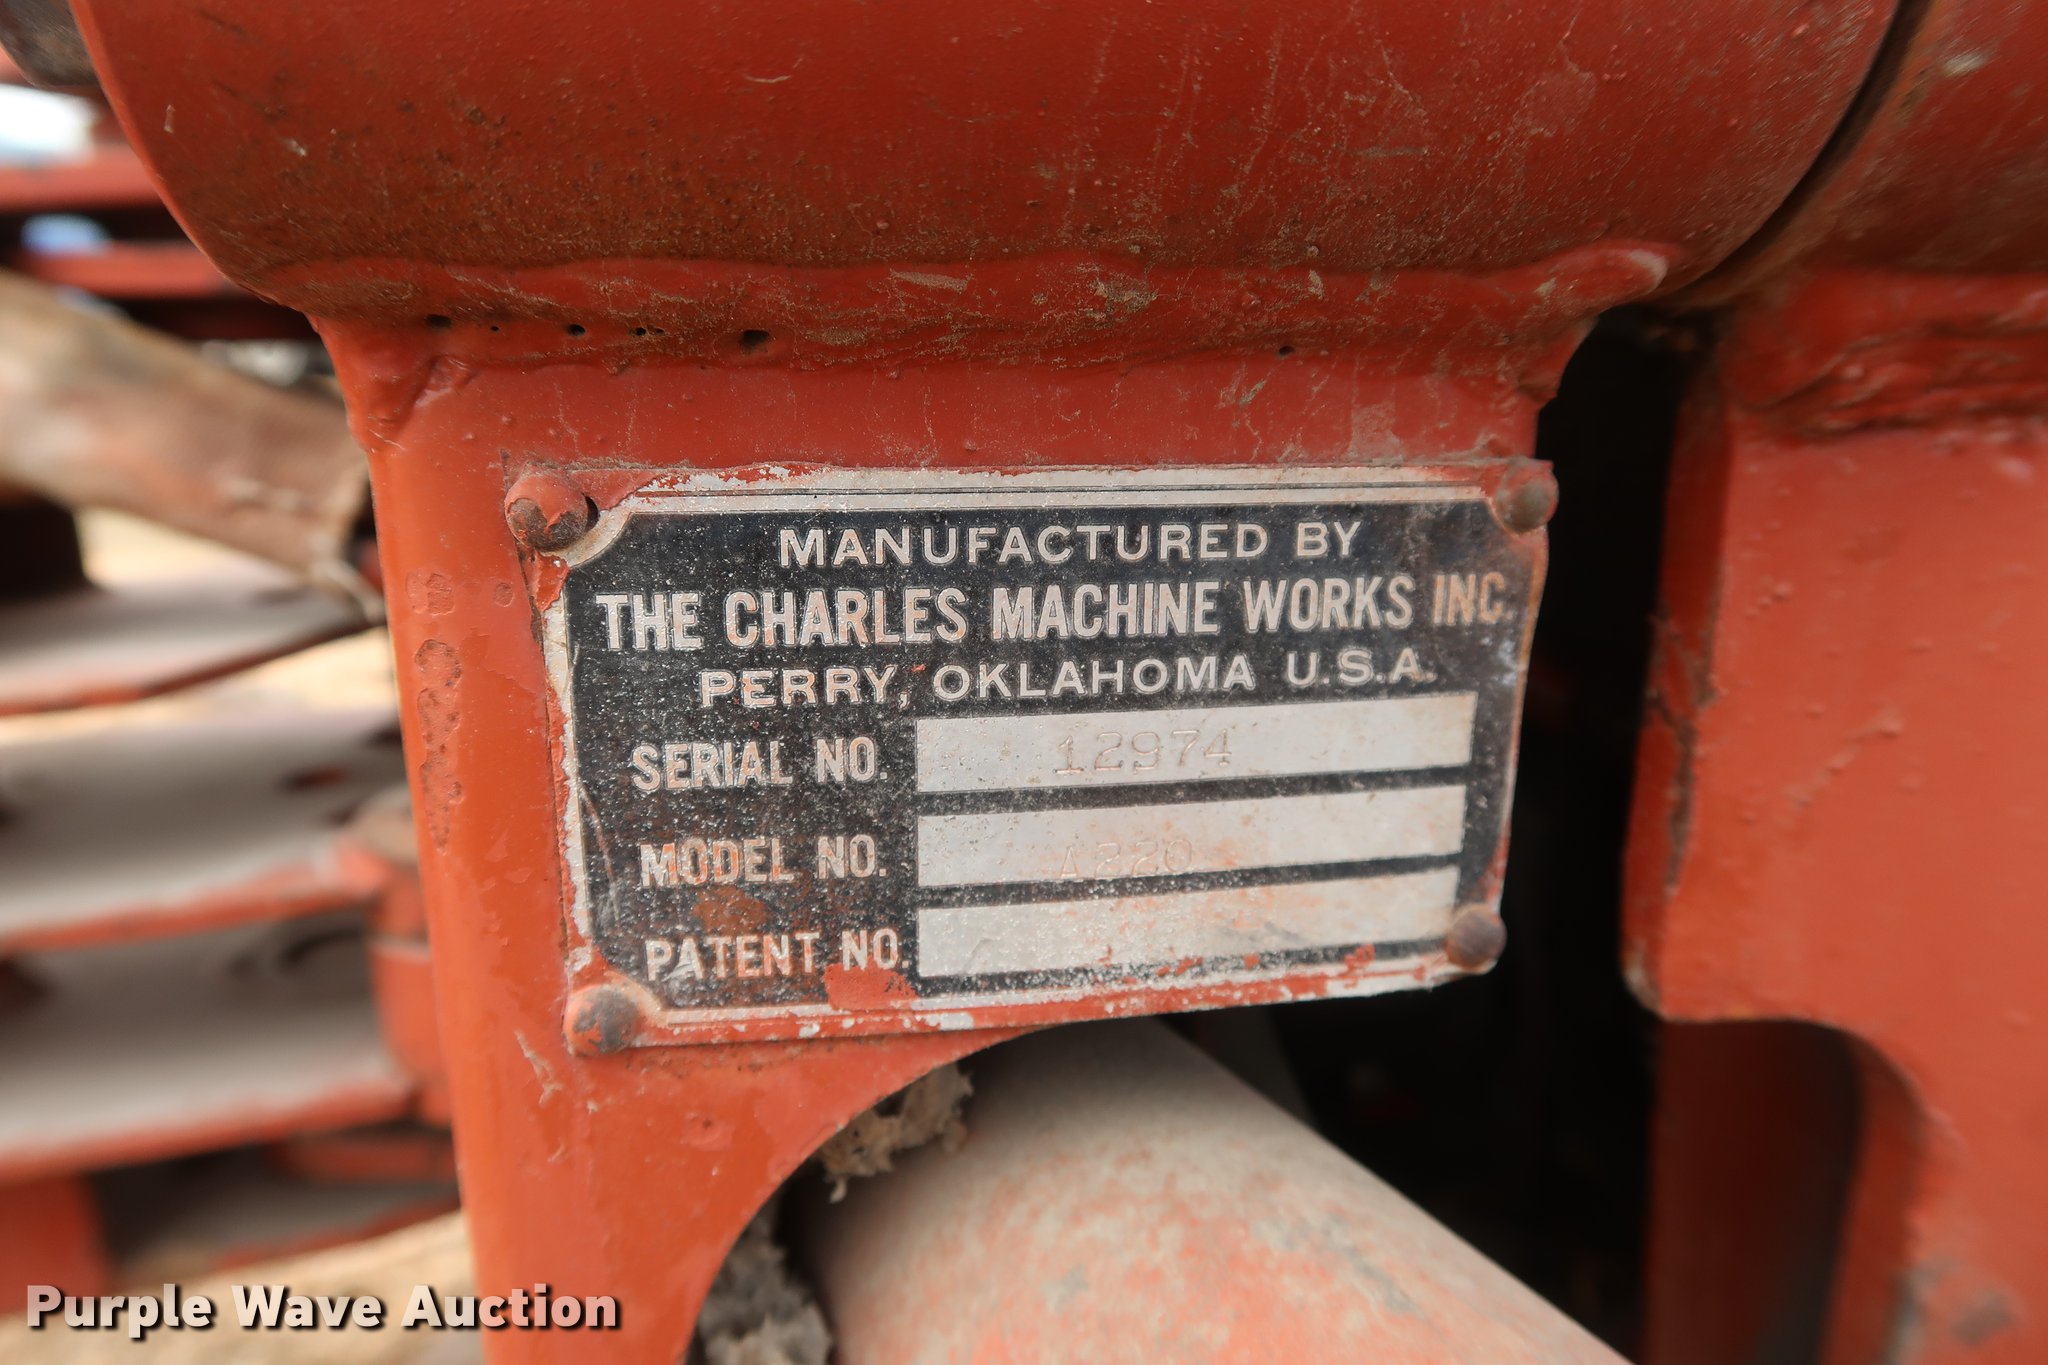 MANUFACTURED BY
THE CHARLES MACHINE WORKS INC.
PERRY, OKLAHOMA U.S.A.
SERIAL NO. 12974
MODEL NO. A220
PATENT NO.
Purple Wave Auction